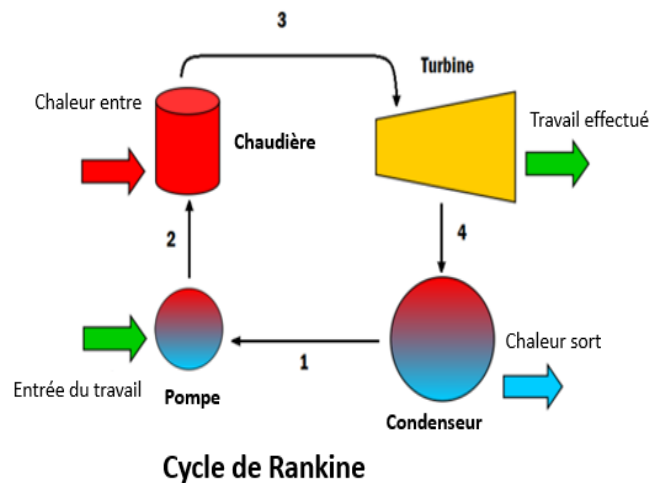 3
Turbine
Chaleur entre
Chaudière
Travail effectué
2
4
Entrée du travail
Pompe
1
Chaleur sort
Condenseur
Cycle de Rankine